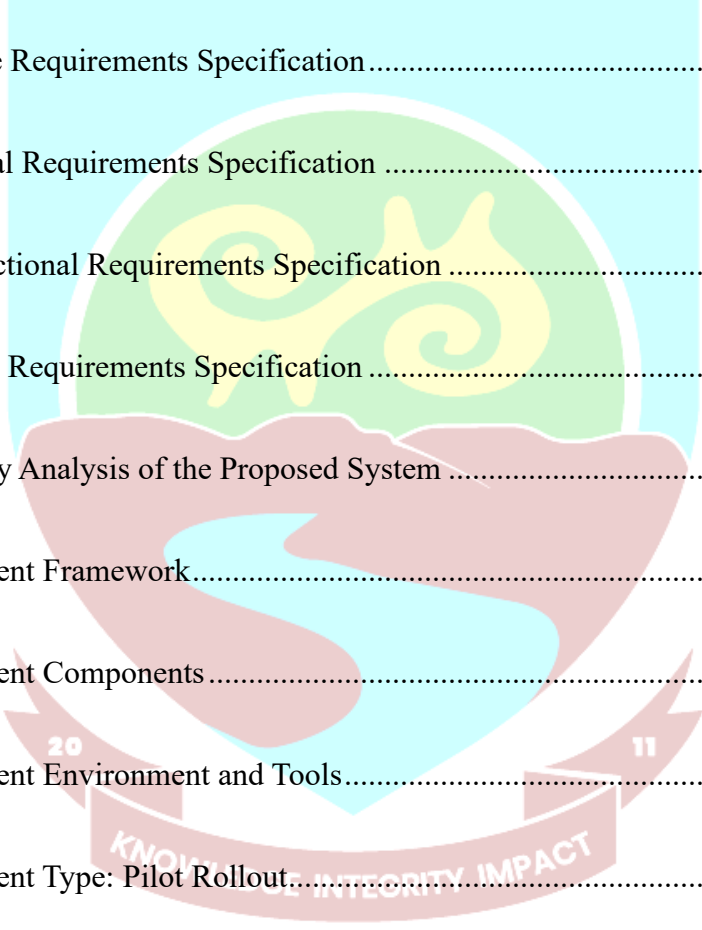 e Requirements Specification........................................
al Requirements Specification ......................................
ctional Requirements Specification ..............................
Requirements Specification ........................................
y Analysis of the Proposed System ..............................
ent Framework..............................................................
ent Components............................................................
ent Environment and Tools...........................................
20 11
ent Type: Pilot Rollout..................................................
KNOWLEDGE INTEGRITY IMPACT